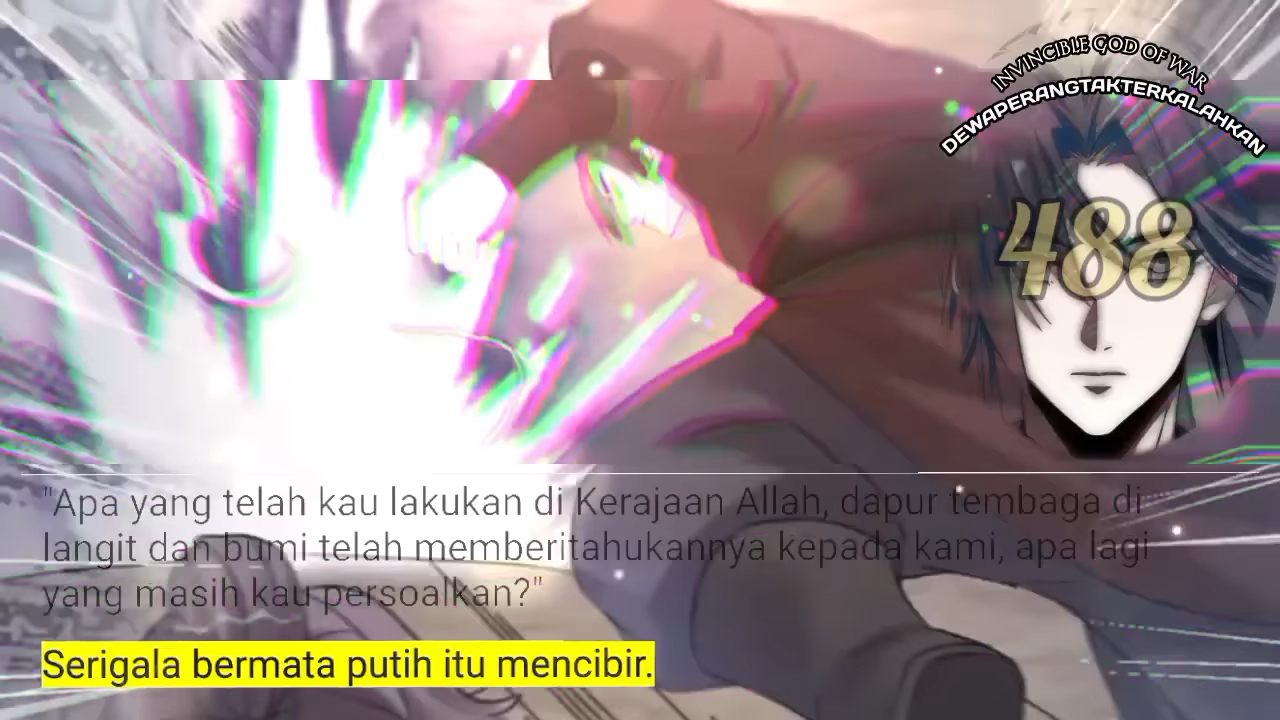 INVINCIBLE GOD OF WAR
DEWAPERANGTAKTERKALAHKAN
488
"Apa yang telah kau lakukan di Kerajaan Allah, dapur tembaga di
langit dan bumi telah memberitahukannya kepada kami, apa lagi
yang masih kau persoalkan?"
Serigala bermata putih itu mencibir.